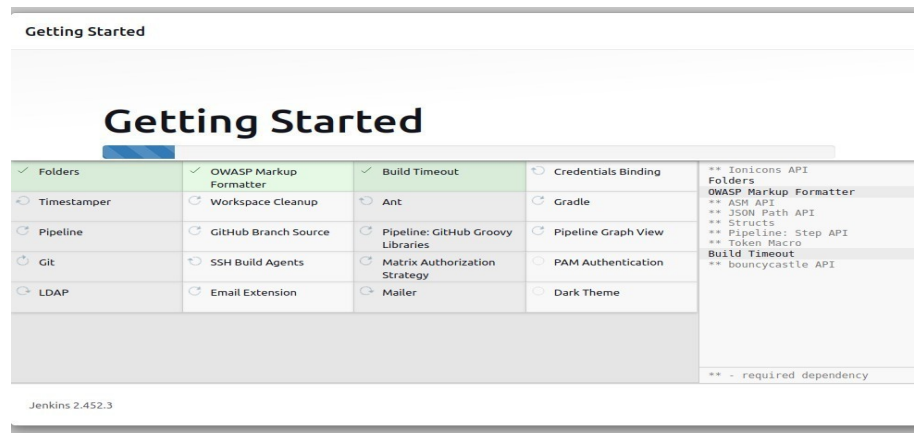 Getting Started
Getting Started
Folders
OWASP Markup
Formatter
Build Timeout
Credentials Binding
Timestamper
Workspace Cleanup
Ant
Gradle
Pipeline
GitHub Branch Source
Pipeline: GitHub Groovy
Libraries
Pipeline Graph View
Git
SSH Build Agents
Matrix Authorization
Strategy
PAM Authentication
LDAP
Email Extension
Mailer
Dark Theme
** Ionicons API
Folders
OWASP Markup Formatter
** ASM API
** JSON Path API
** Structs
** Pipeline: Step API
** Token Macro
Build Timeout
** bouncycastle API
** - required dependency
Jenkins 2.452.3